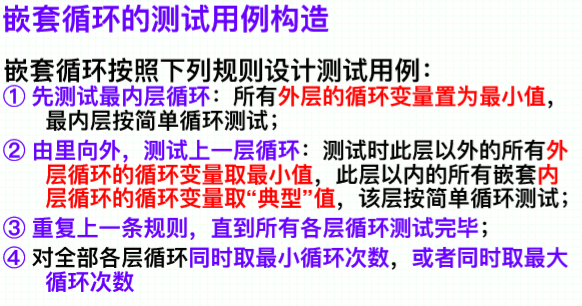 嵌套循环的测试用例构造
嵌套循环按照下列规则设计测试用例：
① 先测试最内层循环：所有外层的循环变量置为最小值，
最内层按简单循环测试；
② 由里向外，测试上一层循环：测试时此层以外的所有外
层循环的循环变量取最小值，此层以内的所有嵌套内
层循环的循环变量取“典型”值，该层按简单循环测试；
③ 重复上一条规则，直到所有各层循环测试完毕；
④ 对全部各层循环同时取最小循环次数，或者同时取最大
循环次数